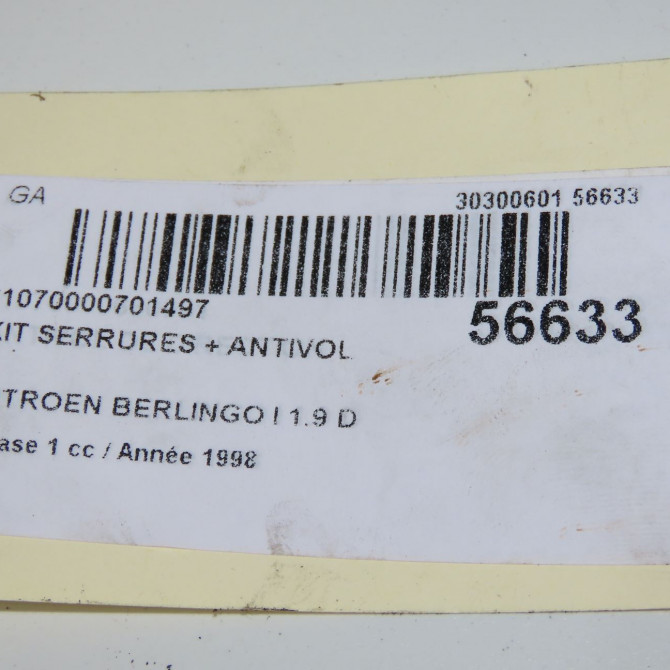 GA
30300601 56633
1070000701497
56633
KIT SERRURES + ANTIVOL
TROEN BERLINGO I 1.9 D
ase 1 cc / Année 1998